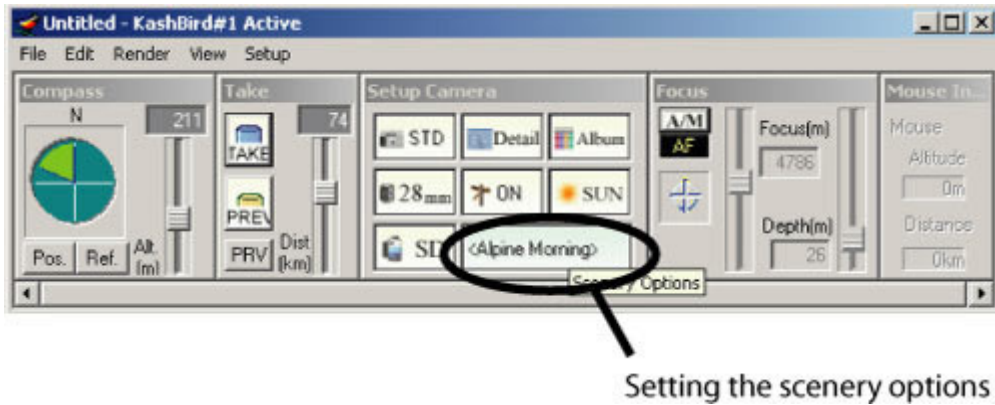 Untitled - KashBird#1 Active
File Edit Render View Setup
Compass
N
211
Pos. Ref.
Alt.
(m)
Take
74
TAKE
PREV
PRV
Dist
(km)
Setup Camera
STD Detail Album
28mm ON SUN
SD <Alpine Morning>
Scenery Options
Focus
A/M
AF
Focus(m)
4786
Depth(m)
26
Mouse In...
Mouse
Altitude
0m
Distance
0km
Setting the scenery options